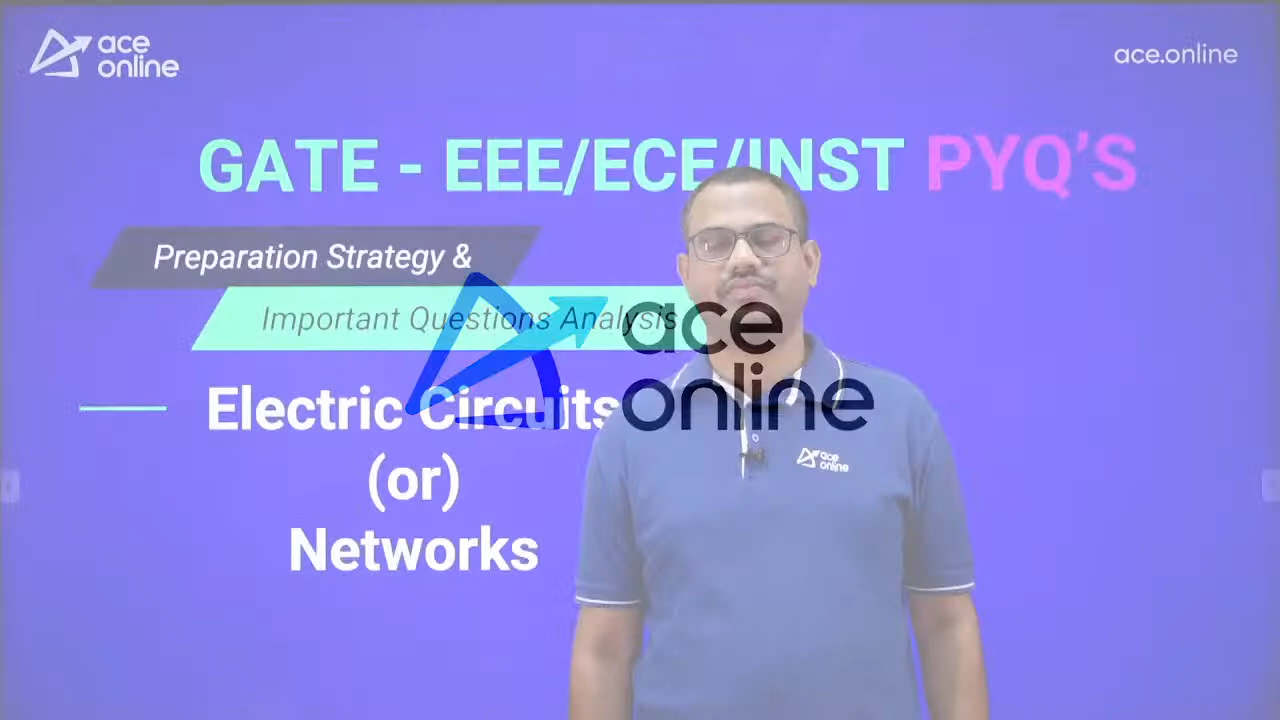 ace
online
ace.online
GATE - EEE/ECE/INST PYQ'S
Preparation Strategy &
Important Questions Analysis
ace
online
Electric Circuits
(or)
Networks
ace
online